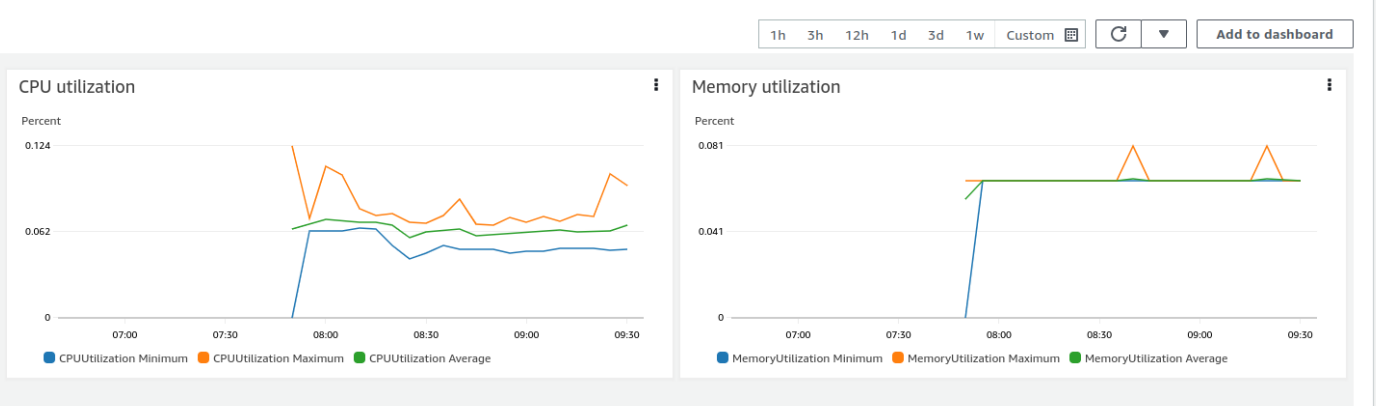 1h 3h 12h 1d 3d 1w Custom Add to dashboard
CPU utilization
Percent
0.124
0.062
0
07:00 07:30 08:00 08:30 09:00 09:30
CPUUtilization Minimum CPUUtilization Maximum CPUUtilization Average
Memory utilization
Percent
0.081
0.041
0
07:00 07:30 08:00 08:30 09:00 09:30
MemoryUtilization Minimum MemoryUtilization Maximum MemoryUtilization Average